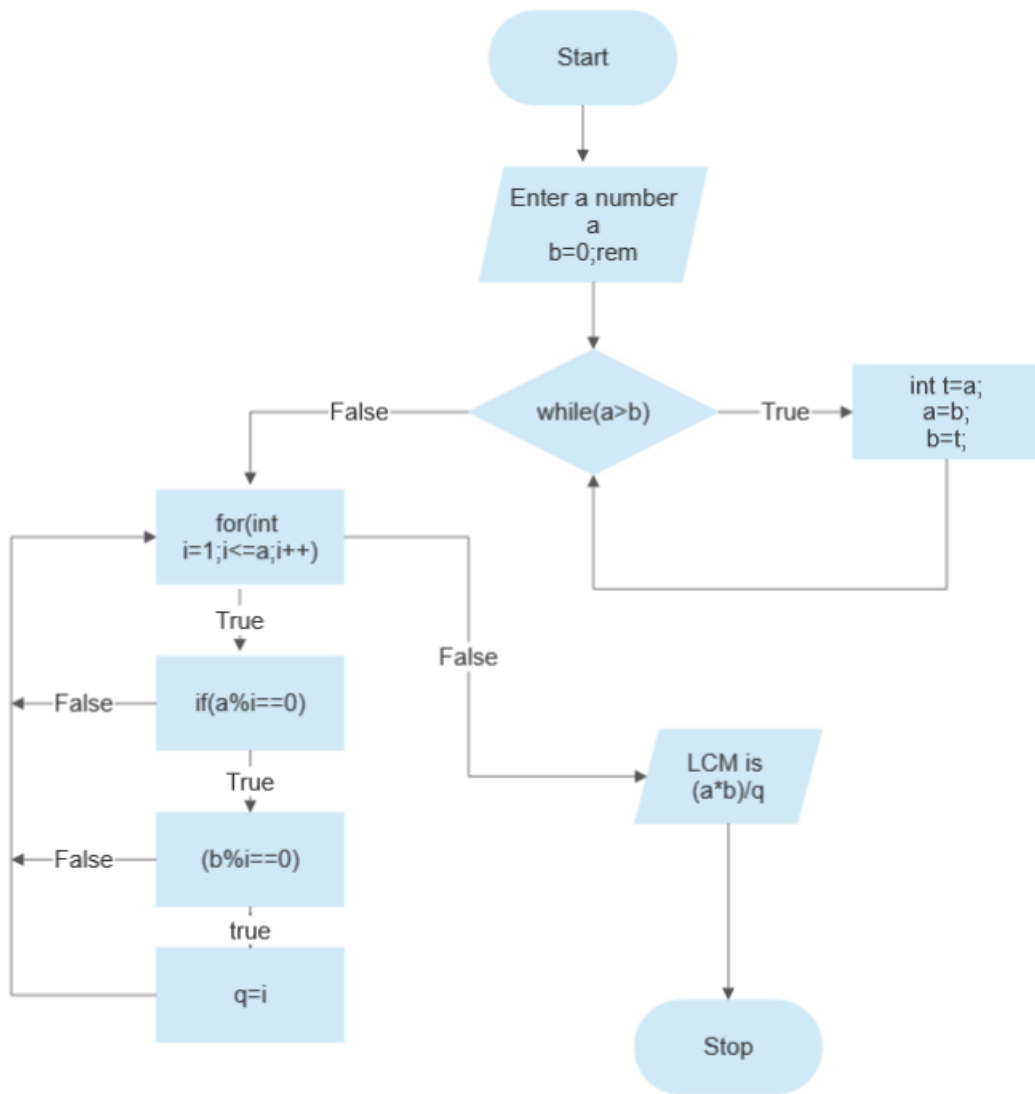 Start
Enter a number
a
b=0;rem
while(a>b)
True
int t=a;
a=b;
b=t;
False
for(int
i=1;i<=a;i++)
True
False
if(a%i==0)
False
True
(b%i==0)
False
true
q=i
LCM is
(a*b)/q
Stop